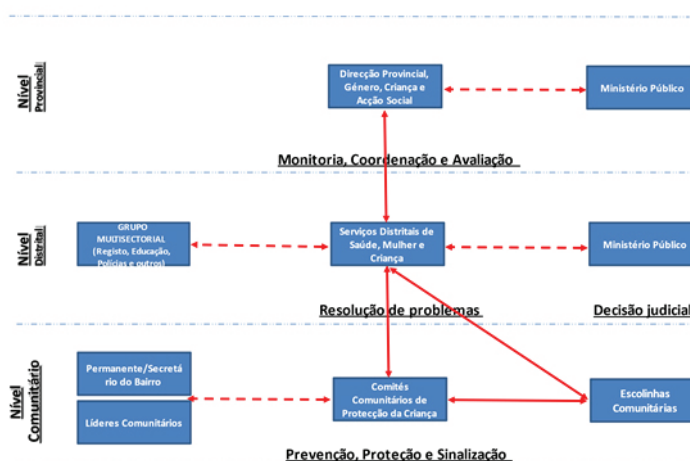 Nível
Provincial
Direcção Provincial,
Género, Criança e
Acção Social
Ministério Público
Monitoria, Coordenação e Avaliação
Nível
Distrital
GRUPO
MULTISECTORIAL
(Registo, Educação,
Polícias e outros)
Serviços Distritais de
Saúde, Mulher e
Criança
Ministério Público
Resolução de problemas
Decisão judicial
Nível
Comunitário
Permanente/Secretá
rio do Bairro
Líderes Comunitários
Comités
Comunitários de
Protecção da Criança
Escolinhas
Comunitárias
Prevenção, Proteção e Sinalização